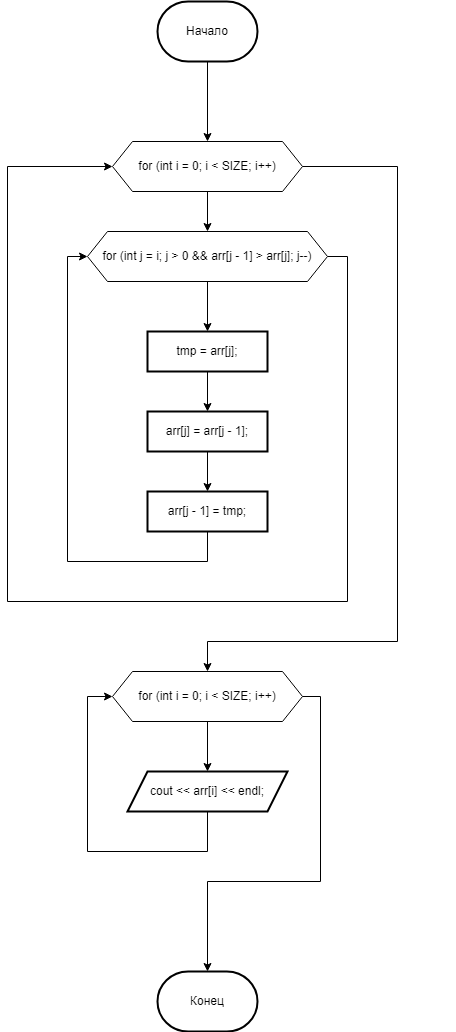 Начало
for (int i = 0; i < SIZE; i++)
for (int j = i; j > 0 && arr[j - 1] > arr[j]; j--)
tmp = arr[j];
arr[j] = arr[j - 1];
arr[j - 1] = tmp;
for (int i = 0; i < SIZE; i++)
cout << arr[i] << endl;
Конец